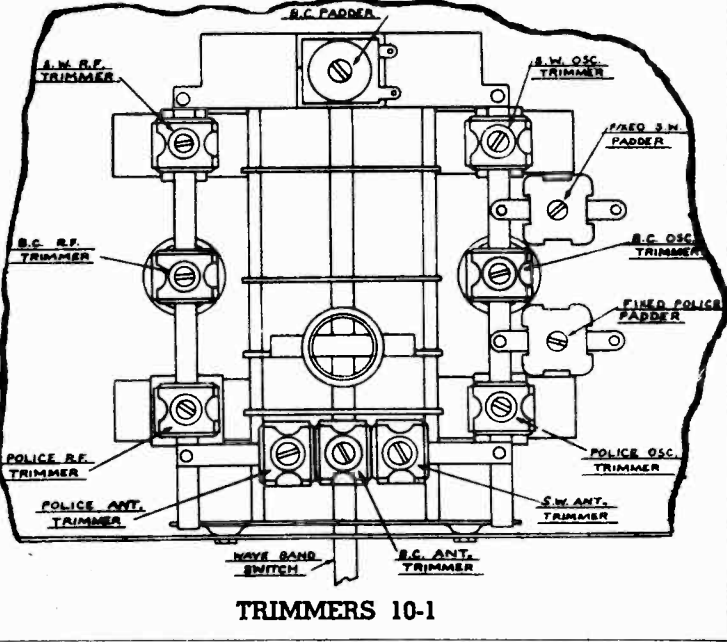 B.C. PADDER
S.W. R.F.
TRIMMER
S.W. OSC.
TRIMMER
FIXED S.W.
PADDER
B.C. R.F.
TRIMMER
B.C. OSC.
TRIMMER
FIXED POLICE
PADDER
POLICE R.F.
TRIMMER
POLICE OSC.
TRIMMER
POLICE ANT.
TRIMMER
S.W. ANT.
TRIMMER
WAVE BAND
SWITCH
B.C. ANT.
TRIMMER
TRIMMERS 10-1